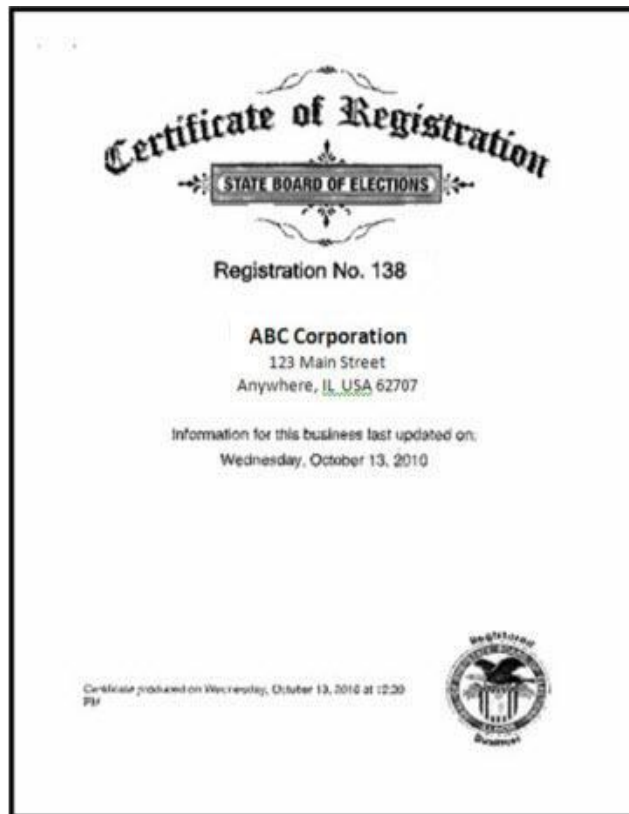 Certificate of Registration
STATE BOARD OF ELECTIONS
Registration No. 138
ABC Corporation
123 Main Street
Anywhere, IL USA 62707
Information for this business last updated on:
Wednesday, October 13, 2010
Certificate produced on Wednesday, October 13, 2010 at 12:30
PM
Registered
Business